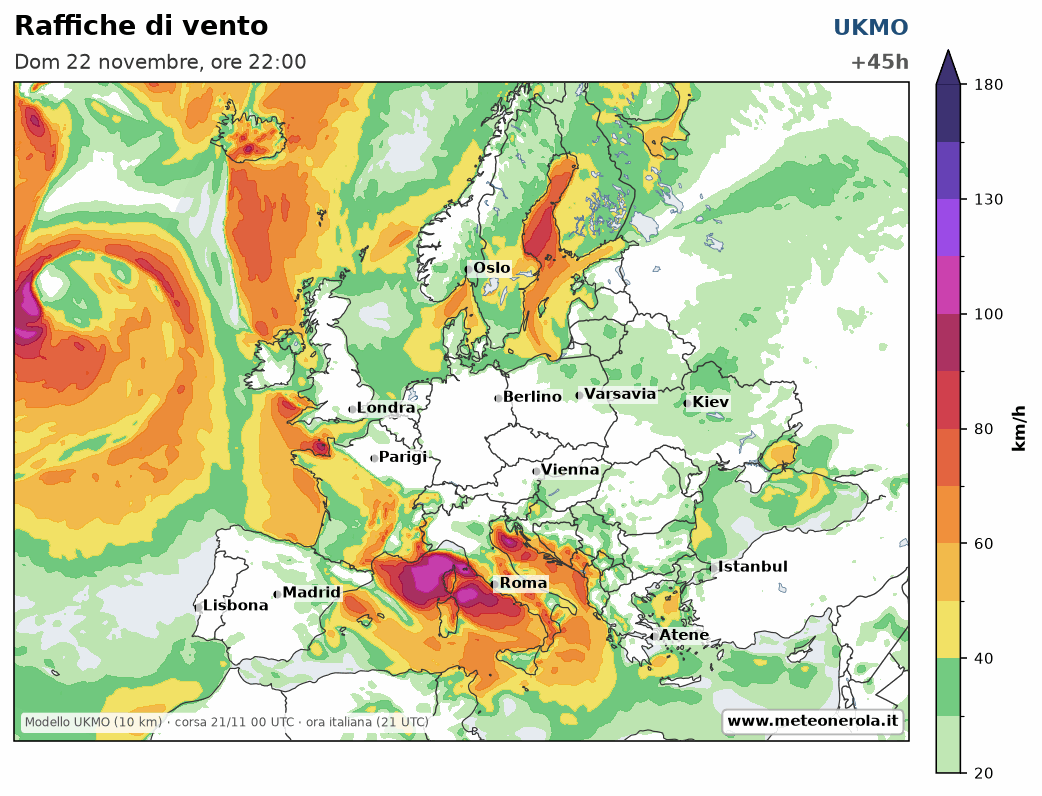 Raffiche di vento
UKMO
Dom 22 novembre, ore 22:00
+45h
180
130
100
80
60
40
20
km/h
Oslo
Londra
Berlino
Varsavia
Kiev
Parigi
Vienna
Istanbul
Madrid
Roma
Lisbona
Atene
Modello UKMO (10 km) · corsa 21/11 00 UTC · ora italiana (21 UTC)
www.meteonerola.it